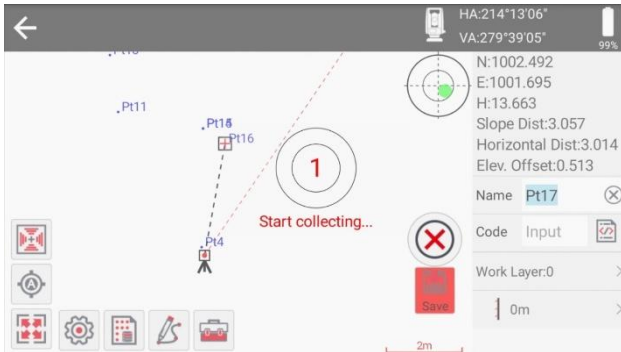 HA:214°13'06"
VA:279°39'05"
99%
N:1002.492
E:1001.695
H:13.663
Slope Dist:3.057
Horizontal Dist:3.014
Elev. Offset:0.513
Pt11
Pt16
1
Start collecting...
Pt4
Name Pt17
Code Input
Work Layer:0
0m
Save
2m